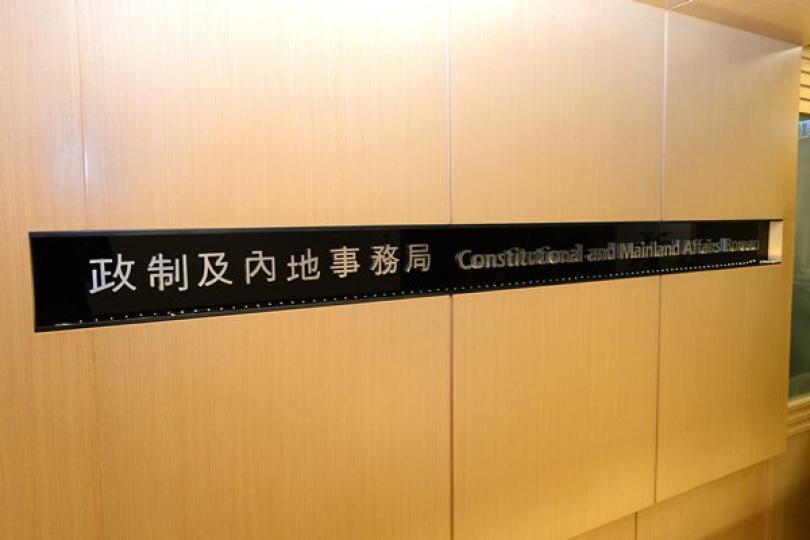 政制及內地事務局 Constitutional and Mainland Affairs Bureau